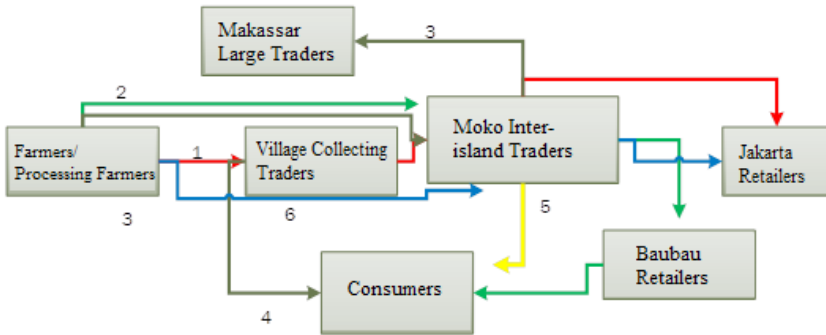 Makassar
Large Traders
3
2
Moko Inter-
island Traders
Farmers/
Processing Farmers
1
Village Collecting
Traders
Jakarta
Retailers
3
6
5
Baubau
Retailers
Consumers
4